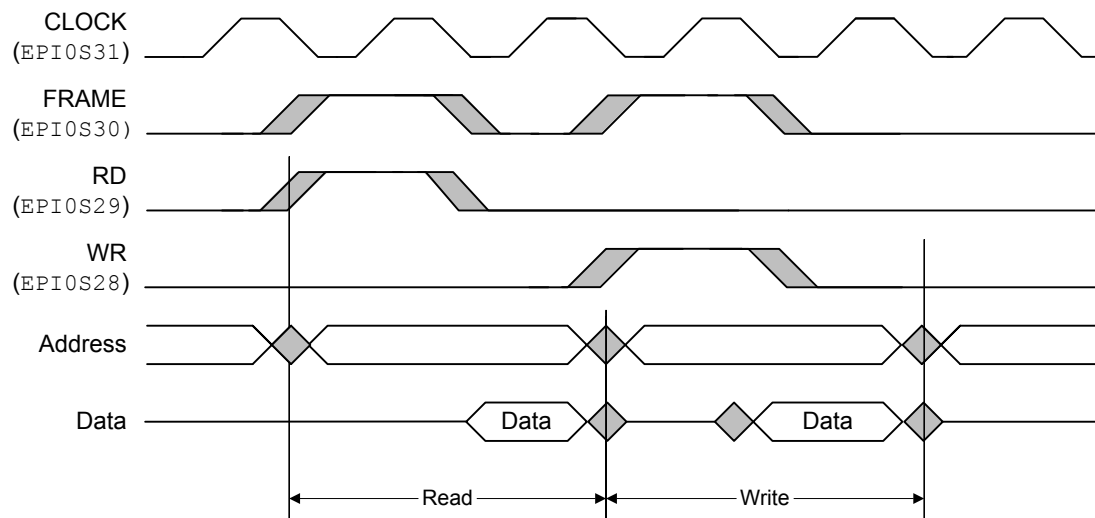 CLOCK
(EPI0S31)
FRAME
(EPI0S30)
RD
(EPI0S29)
WR
(EPI0S28)
Address
Data Data Data
Read Write